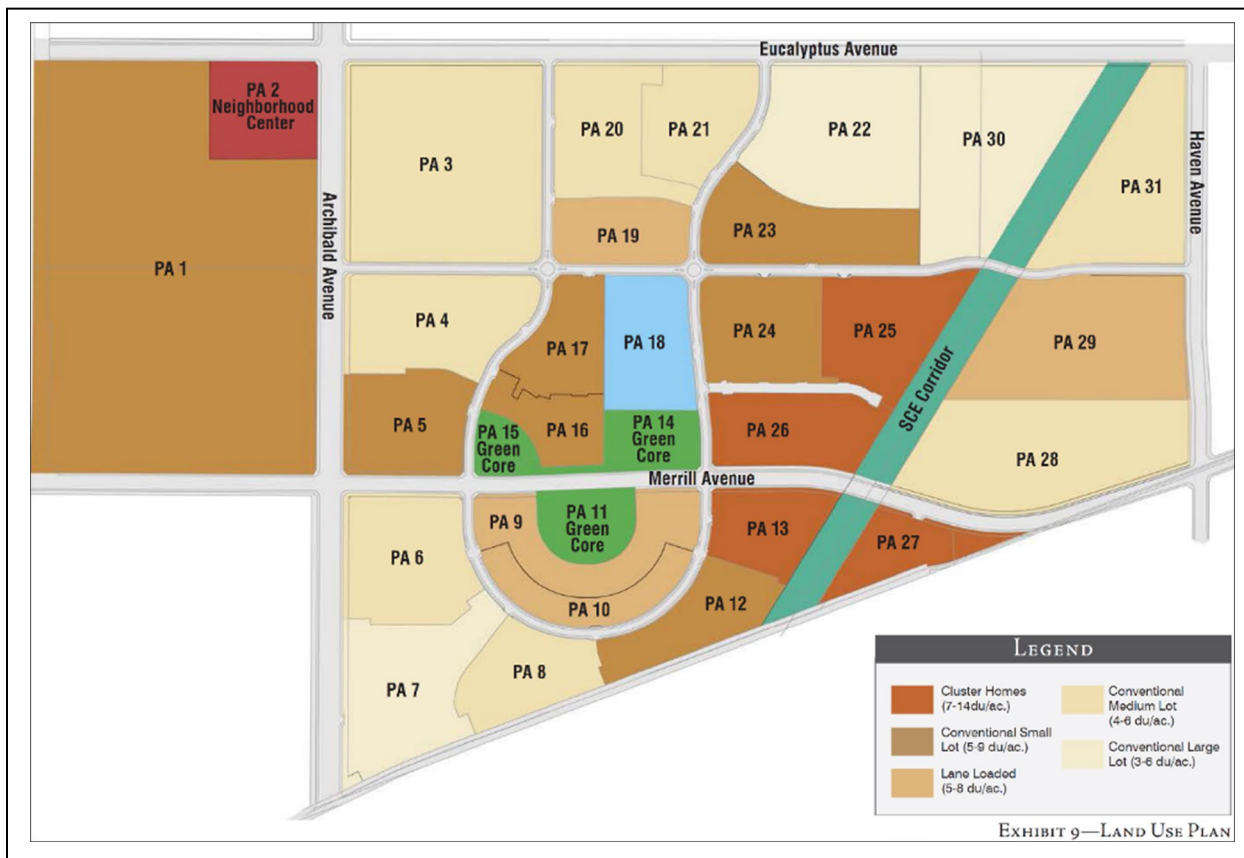 Eucalyptus Avenue
PA 2
Neighborhood
Center
PA 3
PA 20
PA 21
PA 22
PA 30
PA 31
Haven Avenue
Archibald Avenue
PA 1
PA 19
PA 23
PA 4
PA 17
PA 18
PA 24
PA 25
PA 29
SCE Corridor
PA 5
PA 15
Green
Core
PA 16
PA 14
Green
Core
PA 26
PA 28
Merrill Avenue
PA 9
PA 11
Green
Core
PA 13
PA 27
PA 6
PA 10
PA 12
PA 7
PA 8
LEGEND
Cluster Homes
(7-14du/ac.)
Conventional Small
Lot (5-9 du/ac.)
Lane Loaded
(5-8 du/ac.)
Conventional
Medium Lot
(4-6 du/ac.)
Conventional Large
Lot (3-6 du/ac.)
EXHIBIT 9—LAND USE PLAN